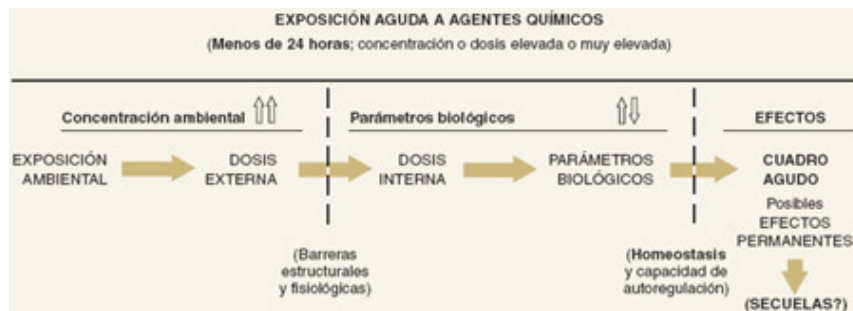 EXPOSICIÓN AGUDA A AGENTES QUÍMICOS
(Menos de 24 horas; concentración o dosis elevada o muy elevada)
Concentración ambiental
Parámetros biológicos
EFECTOS
EXPOSICIÓN
AMBIENTAL
DOSIS
EXTERNA
DOSIS
INTERNA
PARÁMETROS
BIOLÓGICOS
CUADRO
AGUDO
Posibles
EFECTOS
PERMANENTES
(Barreras
estructurales
y fisiológicas)
(Homeostasis
y capacidad de
autoregulación)
(SECUELAS?)